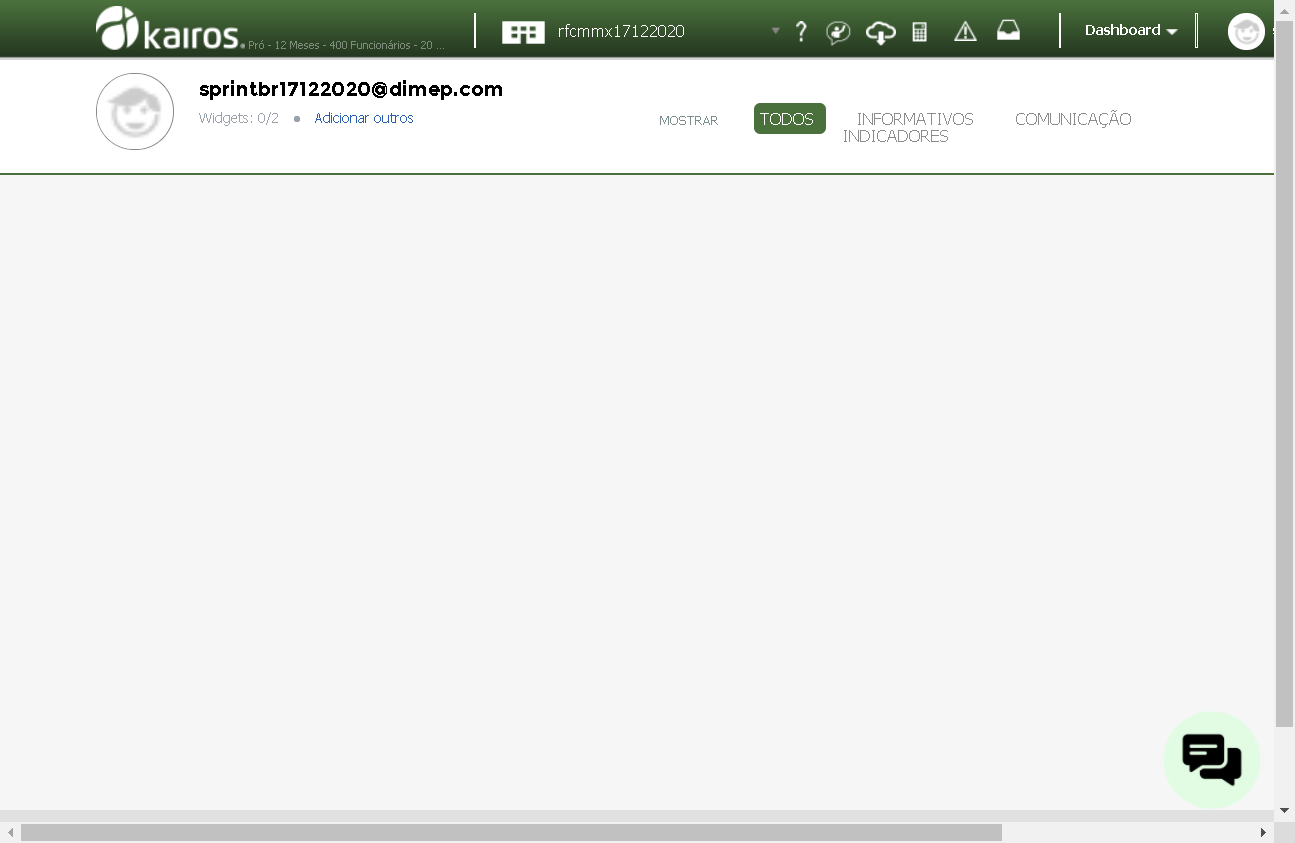 kairos.
Pró - 12 Meses - 400 Funcionários - 20 ...
rfcmmx17122020
?
Dashboard
sprintbr17122020@dimep.com
Widgets: 0/2 • Adicionar outros
MOSTRAR
TODOS
INFORMATIVOS
COMUNICAÇÃO
INDICADORES